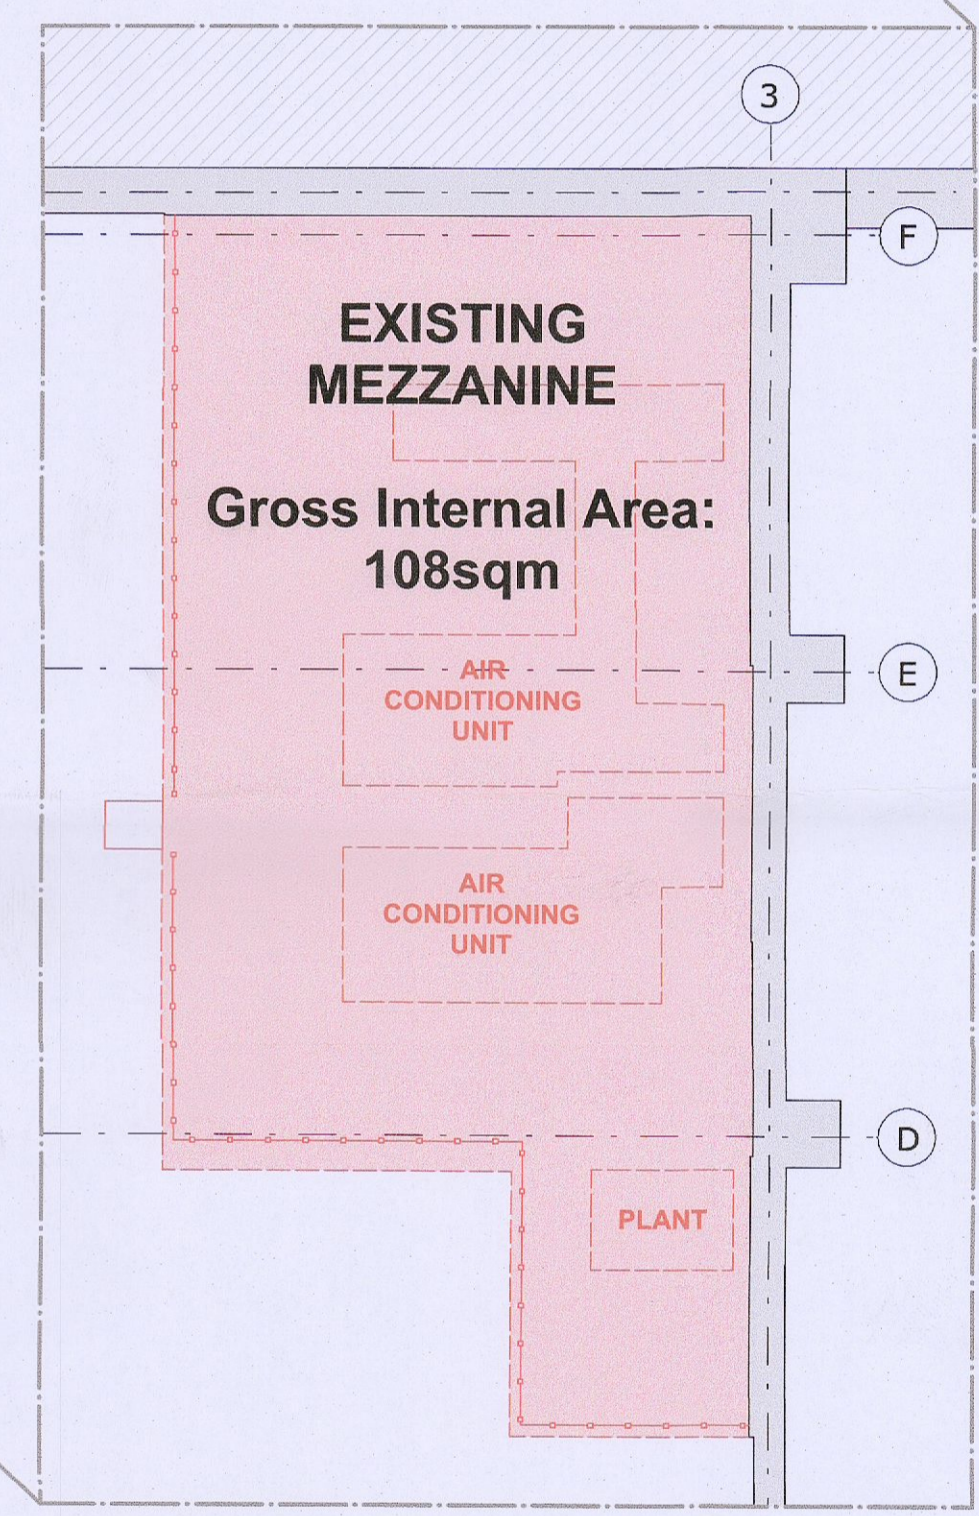 3
F
EXISTING
MEZZANINE
Gross Internal Area:
108sqm
AIR
CONDITIONING
UNIT
E
AIR
CONDITIONING
UNIT
D
PLANT